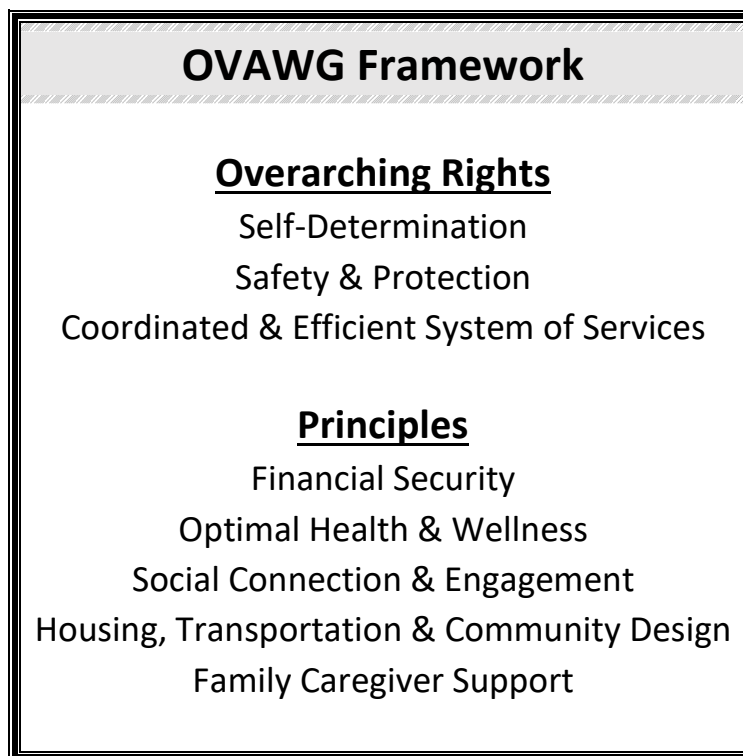 OVAWG Framework
Overarching Rights
Self-Determination
Safety & Protection
Coordinated & Efficient System of Services
Principles
Financial Security
Optimal Health & Wellness
Social Connection & Engagement
Housing, Transportation & Community Design
Family Caregiver Support